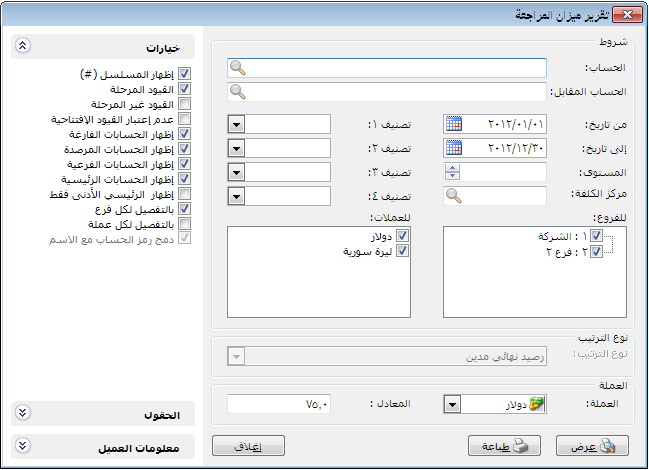 تقرير ميزان المراجعة
شروط
الحساب:
الحساب المقابل:
من تاريخ: ٢٠١٢/٠١/٠١ تصنيف ١:
إلى تاريخ: ٢٠١٢/١٢/٣٠ تصنيف ٢:
المستوى: تصنيف ٣:
مركز الكلفة: تصنيف ٤:
للفروع: للعملات:
١ : الشركة دولار
٢ : فرع ٢ ليرة سورية
نوع الترتيب
نوع الترتيب: رصيد نهائي مدين
العملة
العملة: دولار المعادل : ٧٥,٠
عرض طباعة إغلاق
خيارات
إظهار المسلسل (#)
القيود المرحلة
القيود غير المرحلة
عدم إعتبار القيود الإفتتاحية
إظهار الحسابات الفارغة
إظهار الحسابات المرصدة
إظهار الحسابات الفرعية
إظهار الحسابات الرئيسية
إظهار الرئيسي الأدنى فقط
بالتفصيل لكل فرع
بالتفصيل لكل عملة
دمج رمز الحساب مع الاسم
الحقول
معلومات العميل